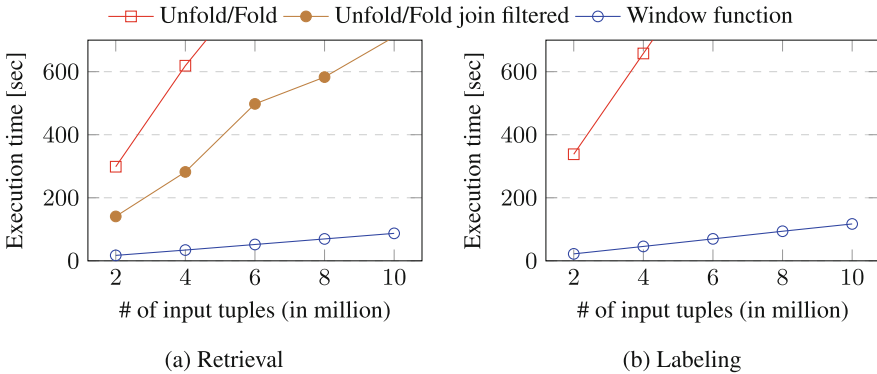 Unfold/Fold Unfold/Fold join filtered Window function
Execution time [sec]
600
400
200
0
2 4 6 8 10
# of input tuples (in million)
(a) Retrieval
Execution time [sec]
600
400
200
0
2 4 6 8 10
# of input tuples (in million)
(b) Labeling